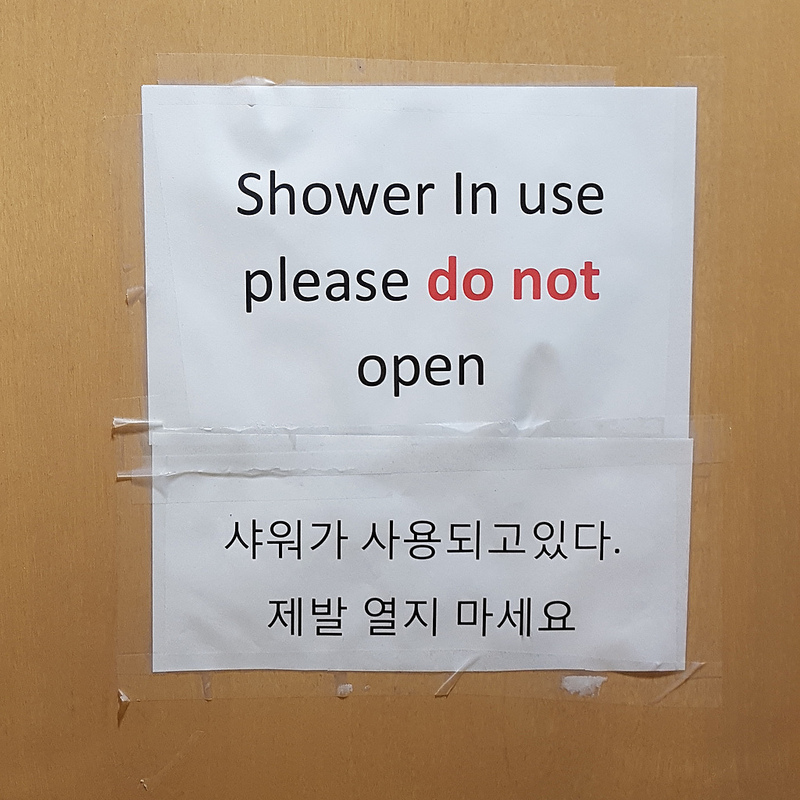 Shower In use
please do not
open
샤워가 사용되고있다.
제발 열지 마세요